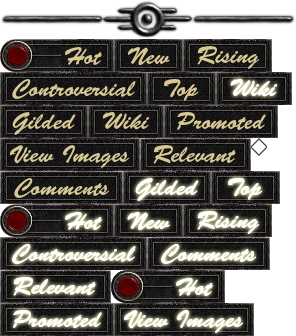 Hot New Rising
Controversial Top Wiki
Gilded Wiki Promoted
View Images Relevant
Comments Gilded Top
Hot New Rising
Controversial Comments
Relevant Hot
Promoted View Images